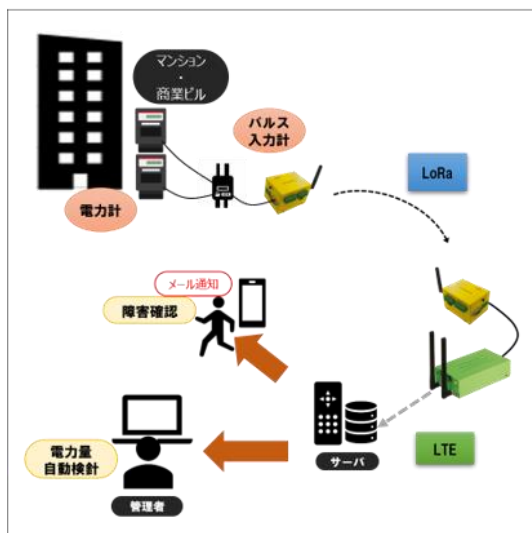 マンション
・
商業ビル
パルス
入力計
LoRa
電力計
メール通知
障害確認
LTE
サーバ
電力量
自動検針
管理者